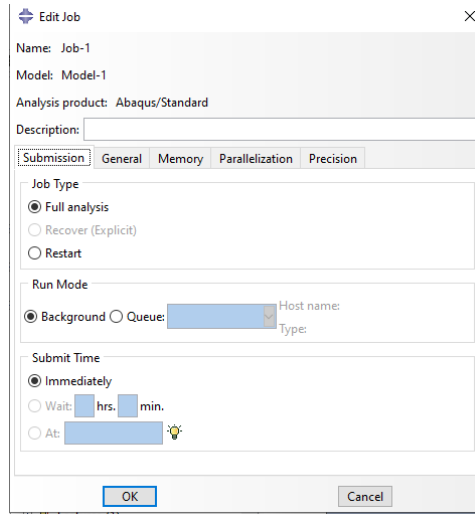 Edit Job
Name: Job-1
Model: Model-1
Analysis product: Abaqus/Standard
Description:
Submission General Memory Parallelization Precision
Job Type
Full analysis
Recover (Explicit)
Restart
Run Mode
Background Queue: Host name:
Type:
Submit Time
Immediately
Wait: hrs. min.
At:
OK Cancel